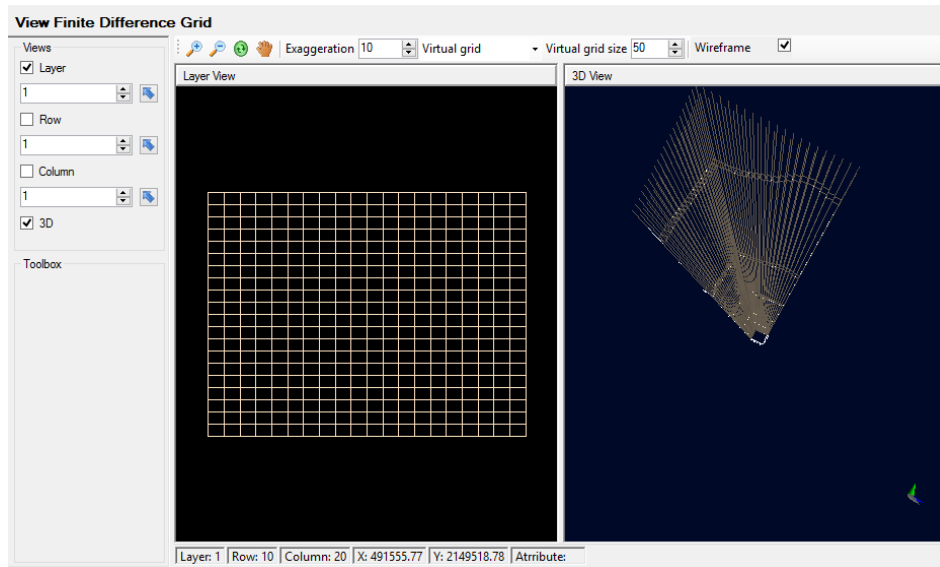 View Finite Difference Grid
Views
Layer
1
Row
1
Column
1
3D
Toolbox
Exaggeration 10 Virtual grid Virtual grid size 50 Wireframe
Layer View
3D View
Layer: 1 Row: 10 Column: 20 X: 491555.77 Y: 2149518.78 Atrribute: